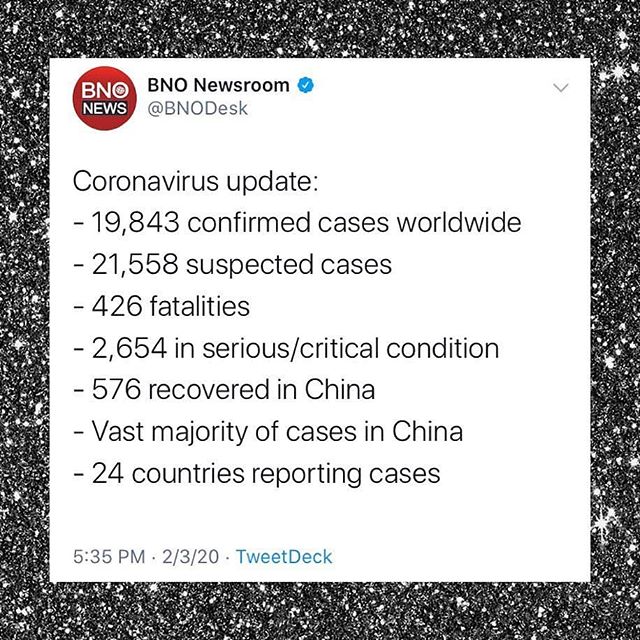 BNO
NEWS
BNO Newsroom
@BNODesk
Coronavirus update:
- 19,843 confirmed cases worldwide
- 21,558 suspected cases
- 426 fatalities
- 2,654 in serious/critical condition
- 576 recovered in China
- Vast majority of cases in China
- 24 countries reporting cases
5:35 PM · 2/3/20 · TweetDeck